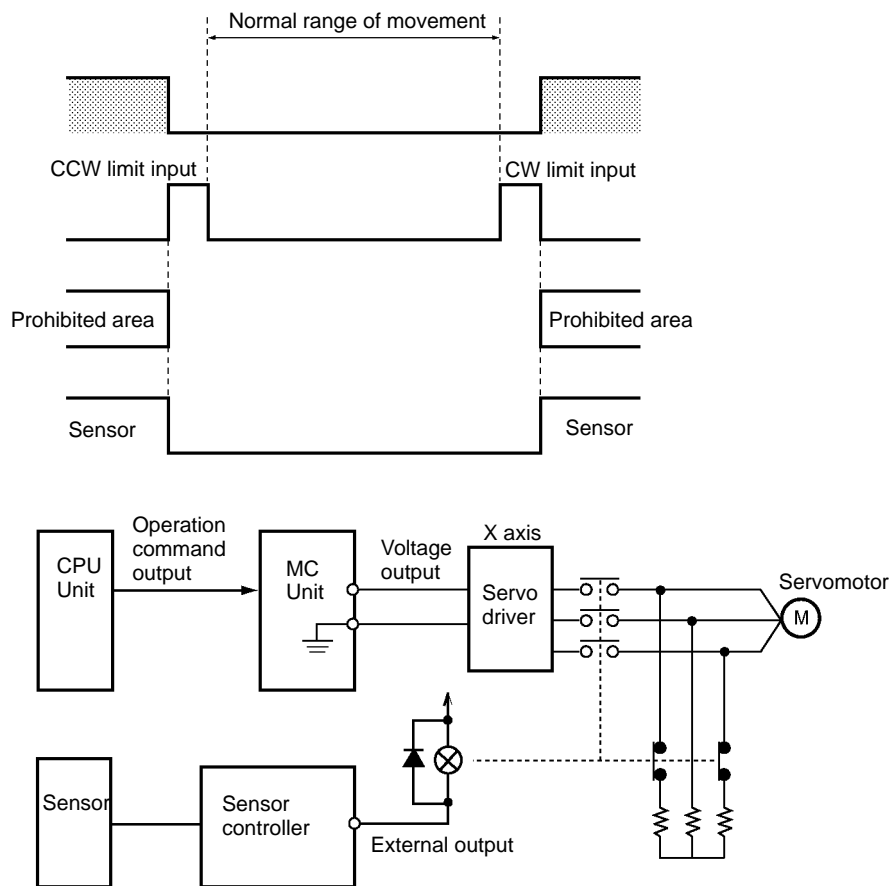 Normal range of movement
CCW limit input
CW limit input
Prohibited area
Prohibited area
Sensor
Sensor
Operation
command
output
CPU
Unit
MC
Unit
Voltage
output
X axis
Servo
driver
Servomotor
M
Sensor
Sensor
controller
External output